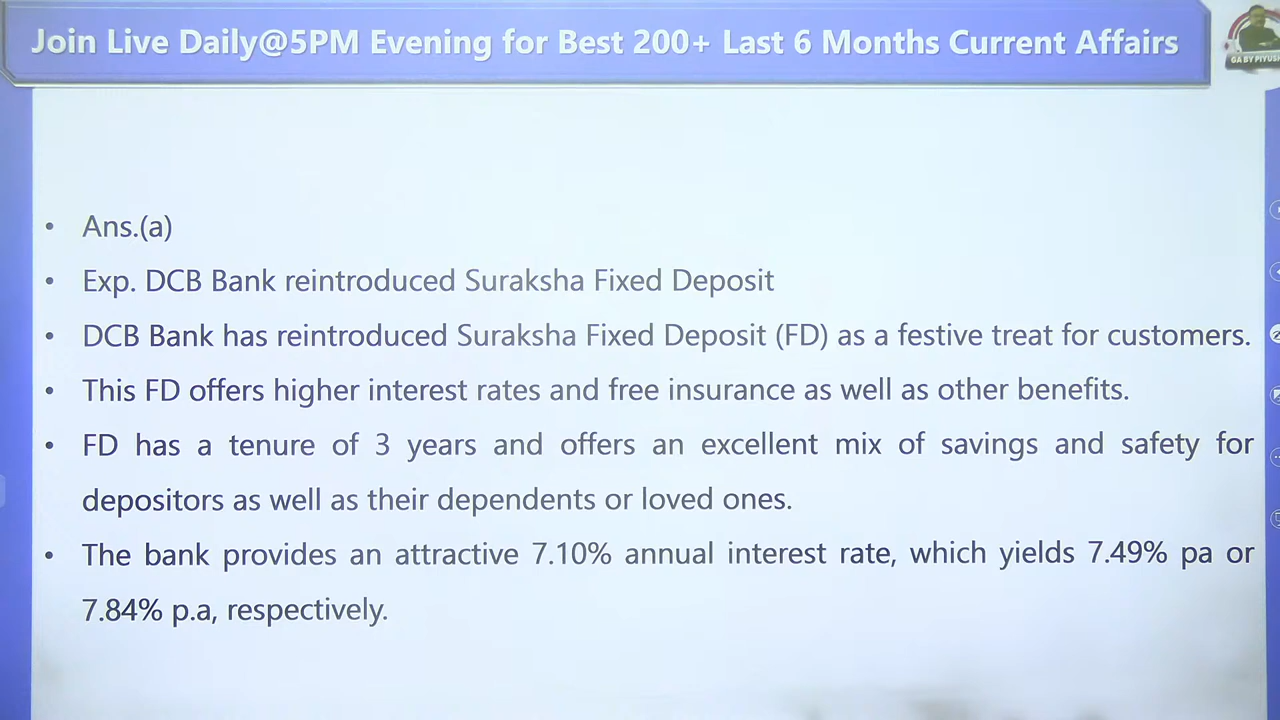 Join Live Daily@5PM Evening for Best 200+ Last 6 Months Current Affairs
GA BY PIYUSH
• Ans.(a)
• Exp. DCB Bank reintroduced Suraksha Fixed Deposit
• DCB Bank has reintroduced Suraksha Fixed Deposit (FD) as a festive treat for customers.
• This FD offers higher interest rates and free insurance as well as other benefits.
• FD has a tenure of 3 years and offers an excellent mix of savings and safety for
depositors as well as their dependents or loved ones.
• The bank provides an attractive 7.10% annual interest rate, which yields 7.49% pa or
7.84% p.a, respectively.